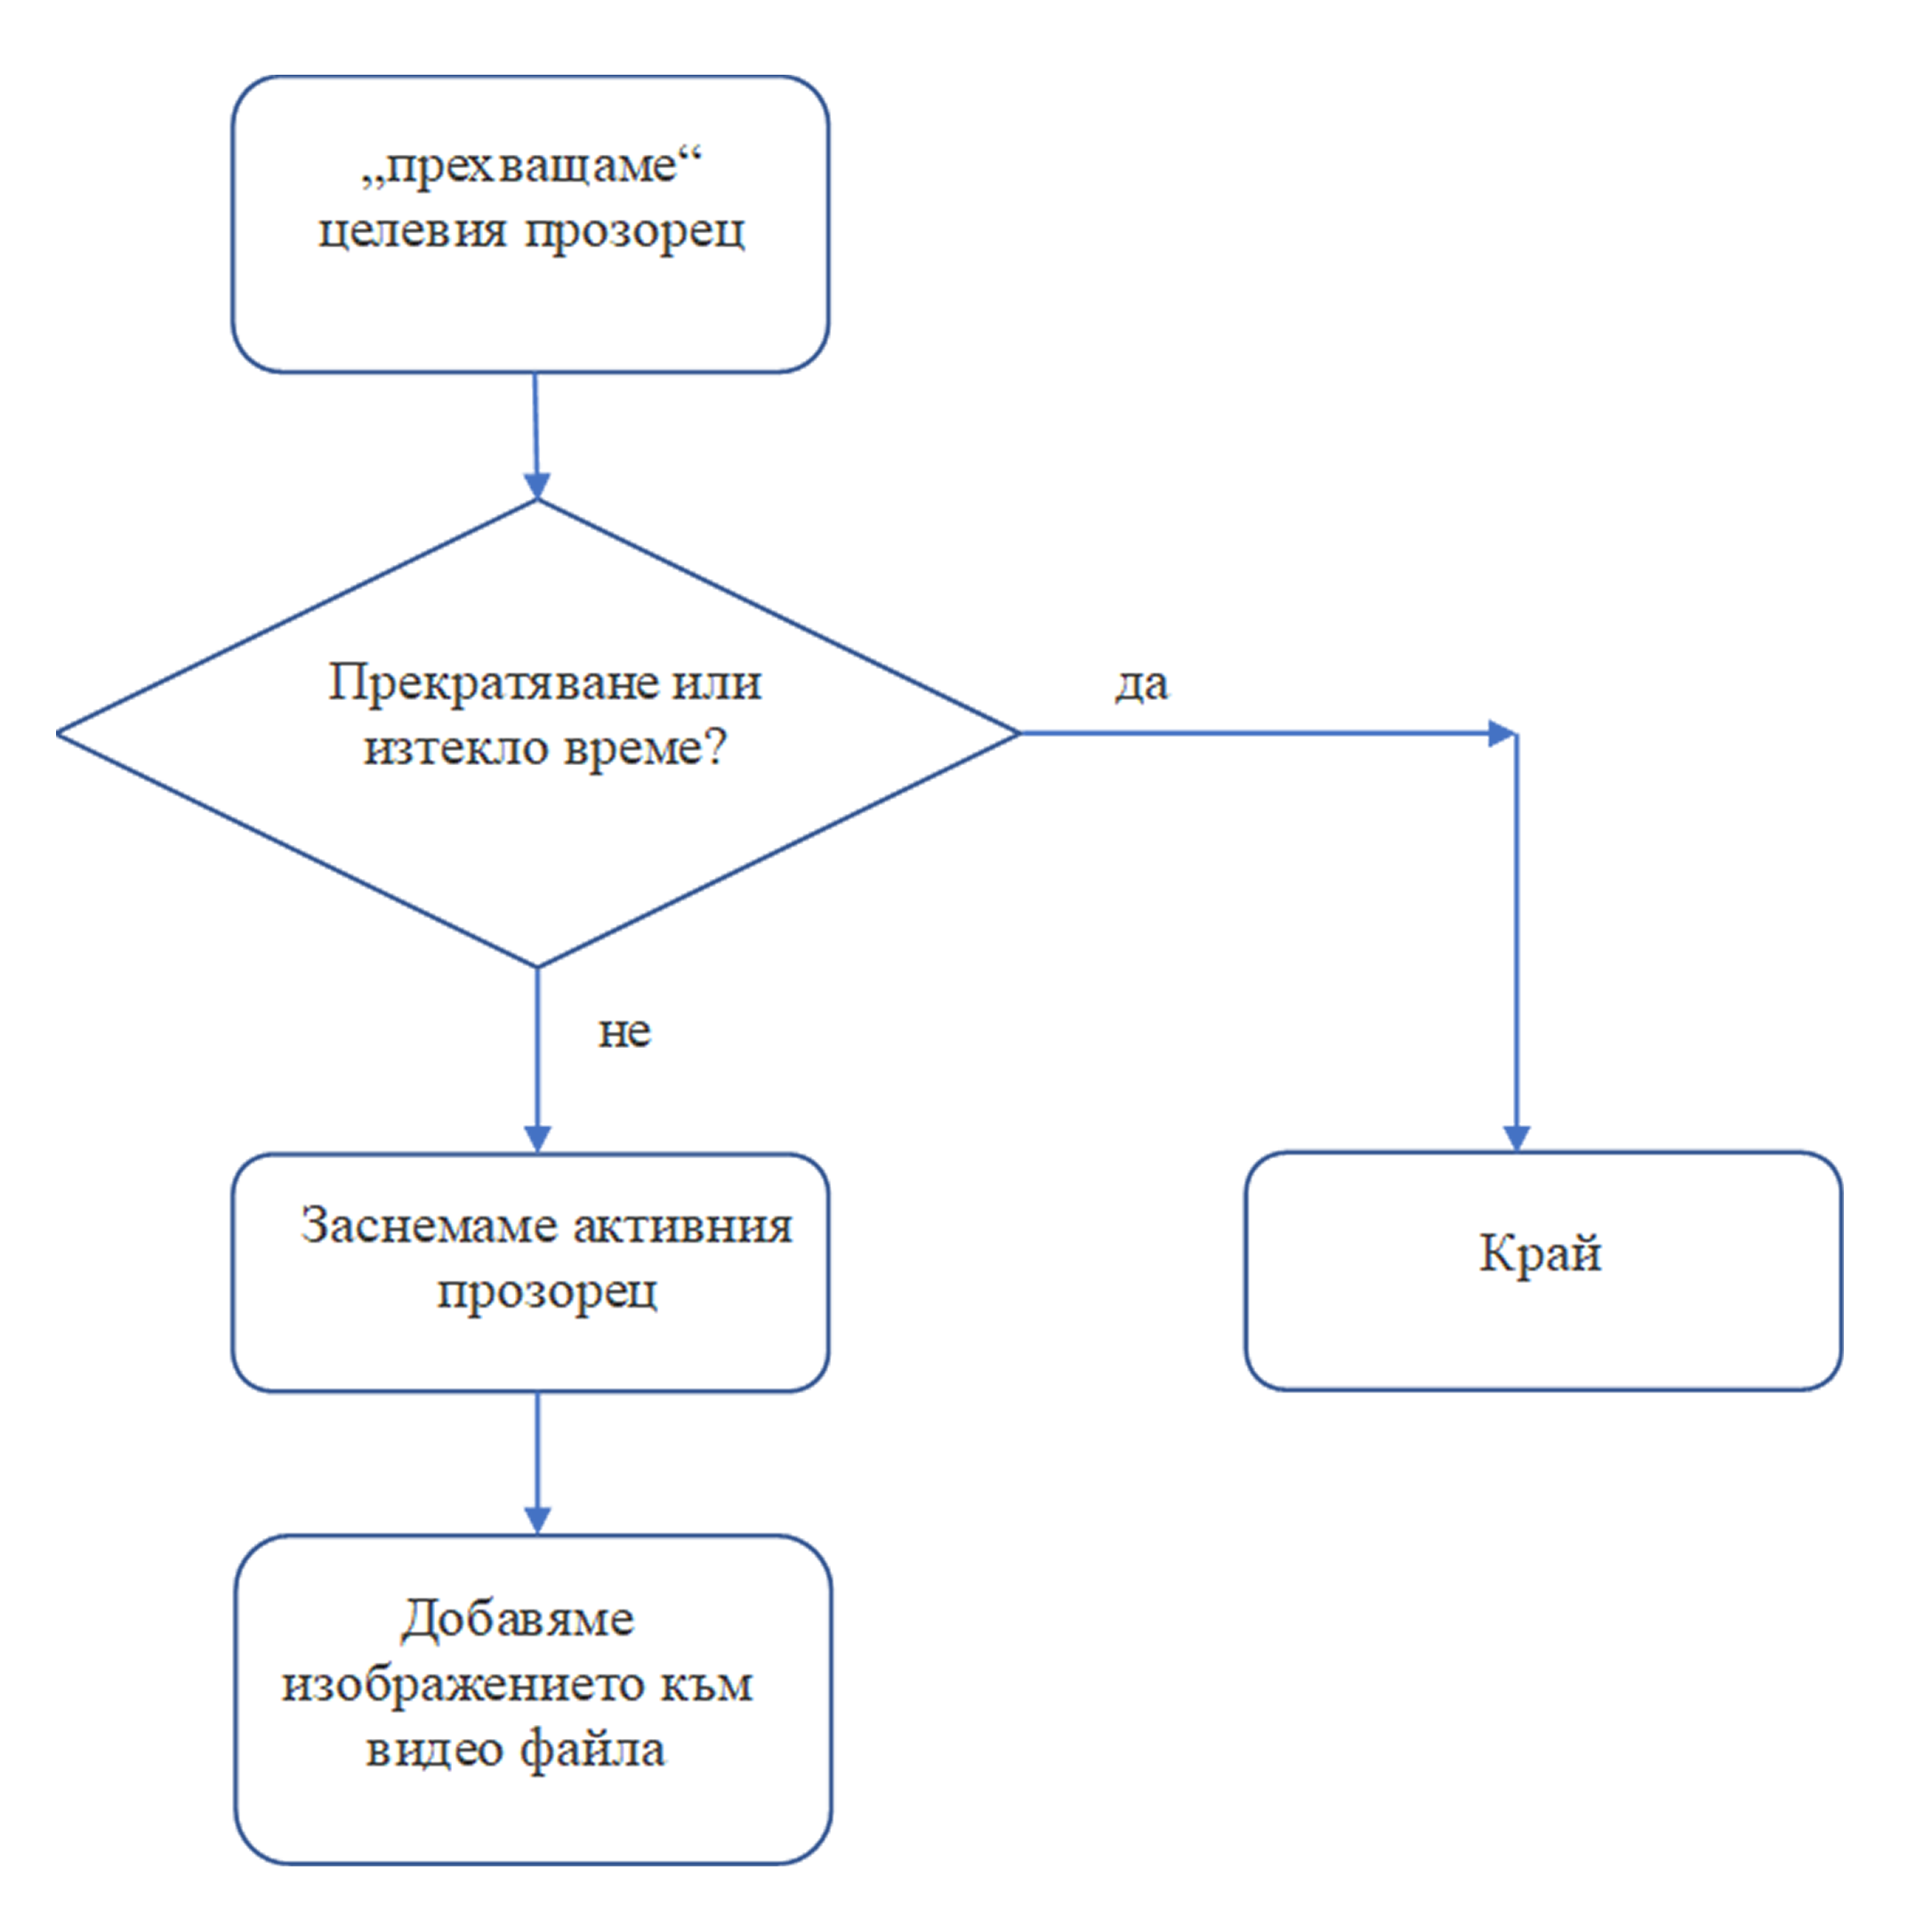 „прехващаме“
целевия прозорец
Прекратяване или
изтекло време?
да
не
Заснемаме активния
прозорец
Край
Добавяме
изображението към
видео файла